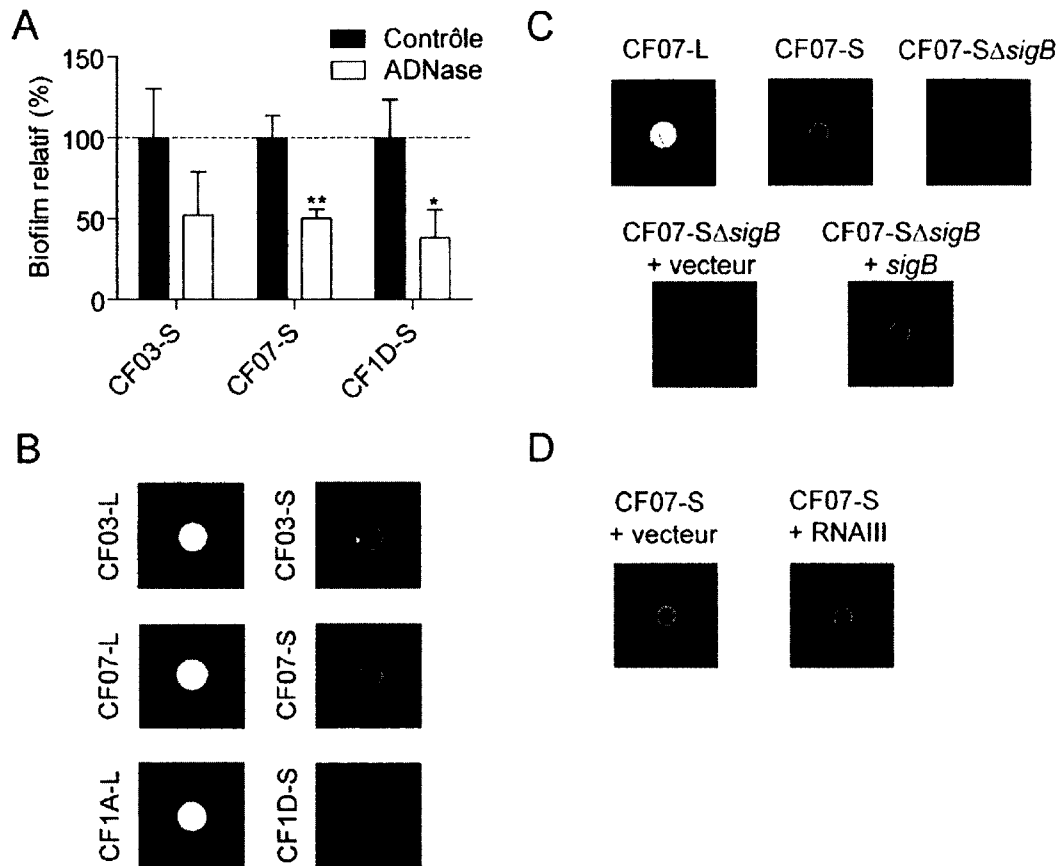 A
Contrôle
ADNase
Biofilm relatif (%)
150
100
50
0
CF03-S
CF07-S
CF1D-S
**
*
B
CF03-L
CF03-S
CF07-L
CF07-S
CF1A-L
CF1D-S
C
CF07-L
CF07-S
CF07-SΔsigB
CF07-SΔsigB
+ vecteur
CF07-SΔsigB
+ sigB
D
CF07-S
+ vecteur
CF07-S
+ RNAIII